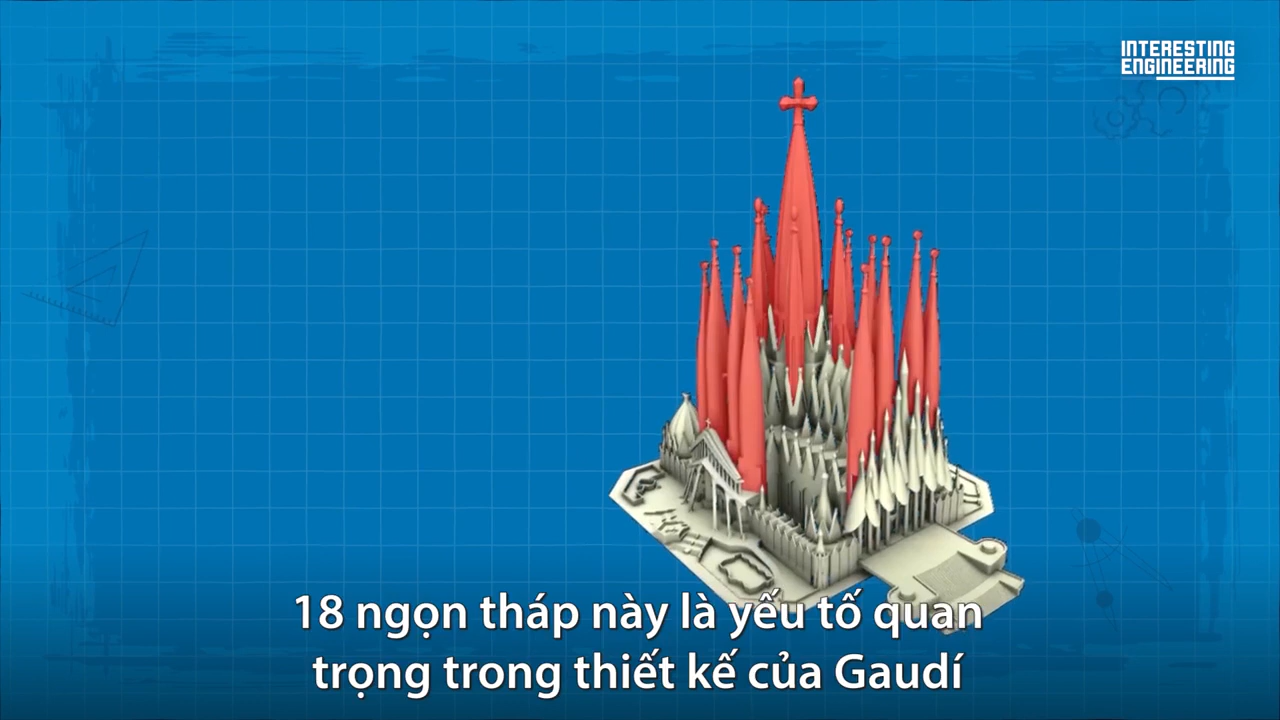 INTERESTING
ENGINEERING
18 ngọn tháp này là yếu tố quan
trọng trong thiết kế của Gaudí